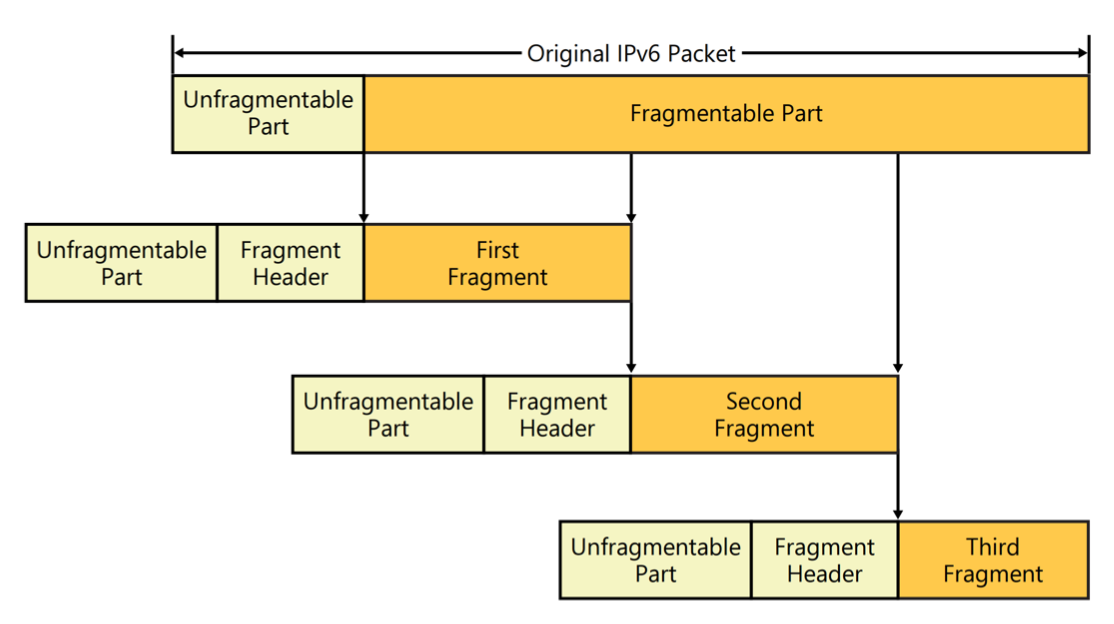 Original IPv6 Packet
Unfragmentable
Part
Fragmentable Part
Unfragmentable
Part
Fragment
Header
First
Fragment
Unfragmentable
Part
Fragment
Header
Second
Fragment
Unfragmentable
Part
Fragment
Header
Third
Fragment